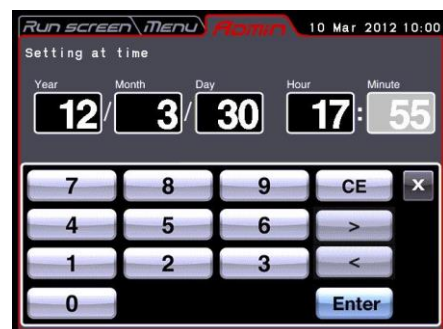 Run screen Menu Admin 10 Mar 2012 10:00
Setting at time
Year Month Day Hour Minute
12 / 3 / 30 17 : 55
7 8 9 CE X
4 5 6 >
1 2 3 <
0 Enter